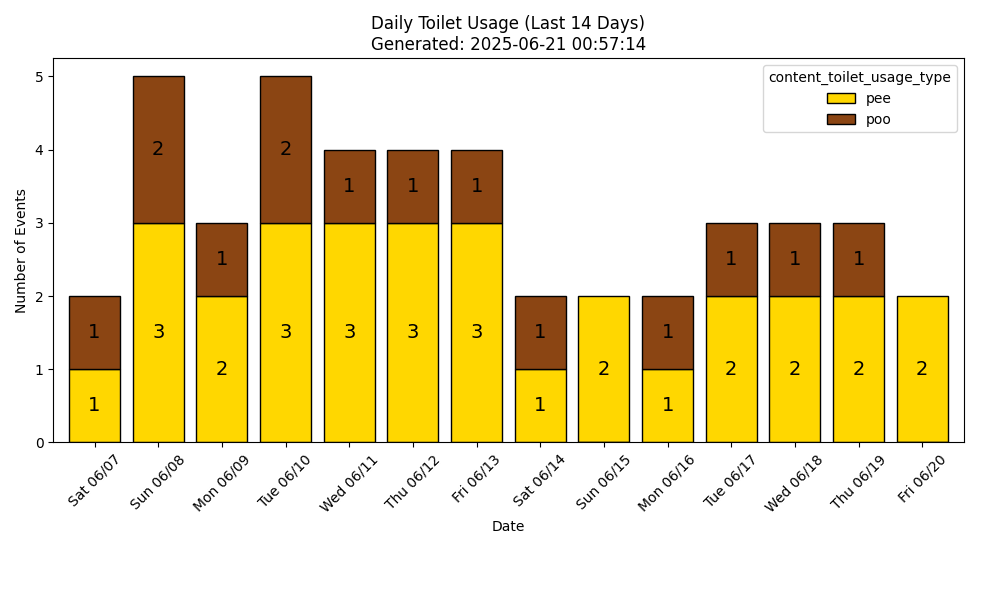 Daily Toilet Usage (Last 14 Days)
Generated: 2025-06-21 00:57:14
content_toilet_usage_type
pee
poo
Number of Events
5
4
3
2
1
0
2 2
1 1 1
1 1 1 1
1 1 1
3 3 3 3 3
2 2 2 2 2 2
1 1 1
Sat 06/07
Sun 06/08
Mon 06/09
Tue 06/10
Wed 06/11
Thu 06/12
Fri 06/13
Sat 06/14
Sun 06/15
Mon 06/16
Tue 06/17
Wed 06/18
Thu 06/19
Fri 06/20
Date